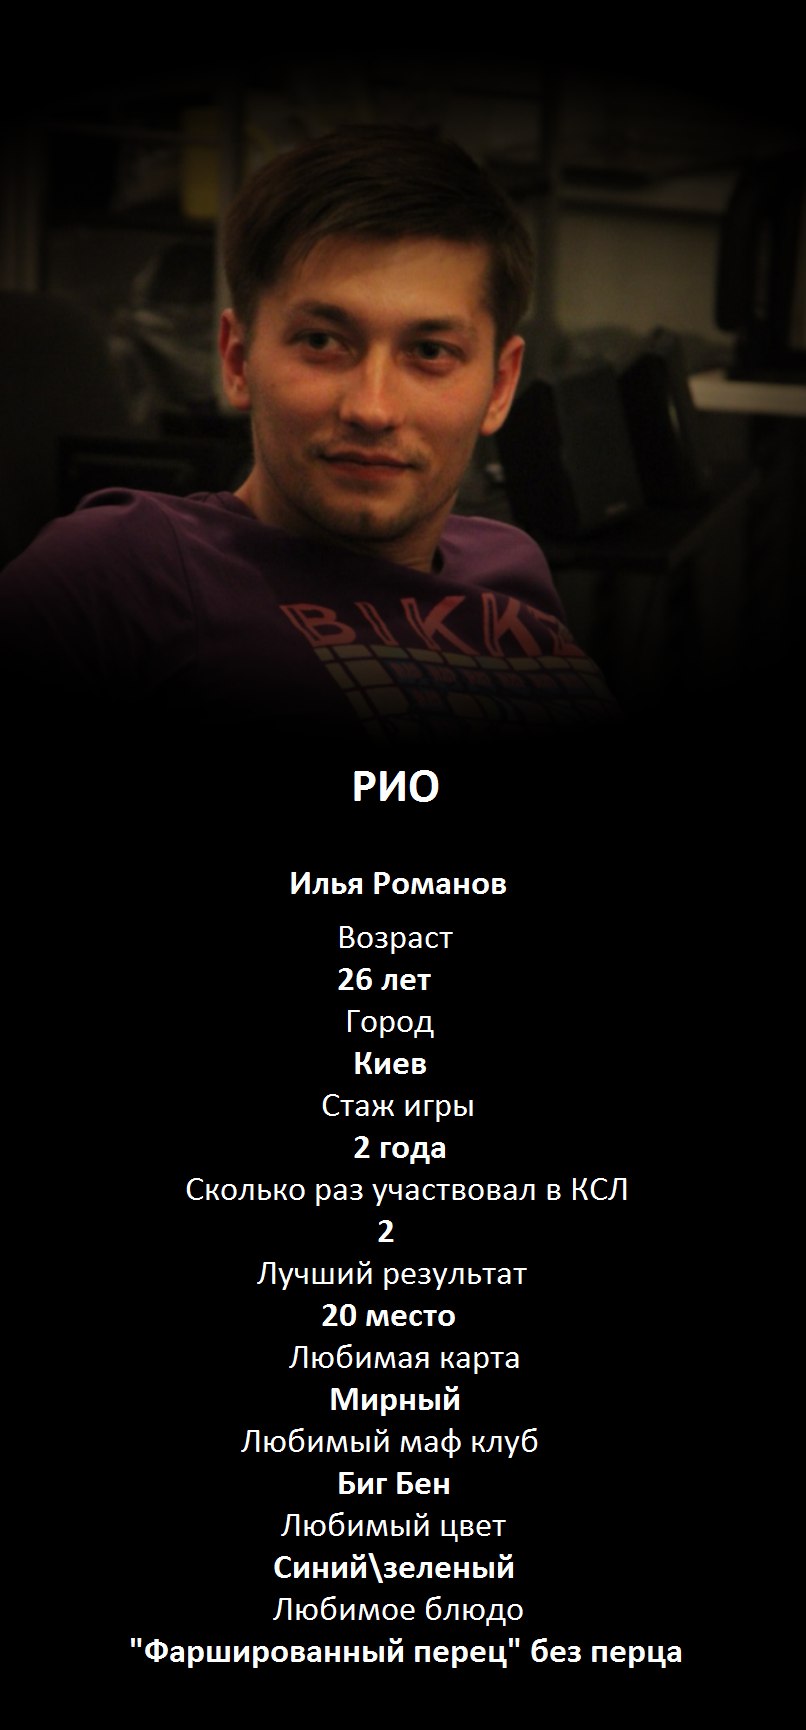 BIKK
РИО
Илья Романов
Возраст
26 лет
Город
Киев
Стаж игры
2 года
Сколько раз участвовал в КСЛ
2
Лучший результат
20 место
Любимая карта
Мирный
Любимый маф клуб
Биг Бен
Любимый цвет
Синий\зеленый
Любимое блюдо
"Фаршированный перец" без перца